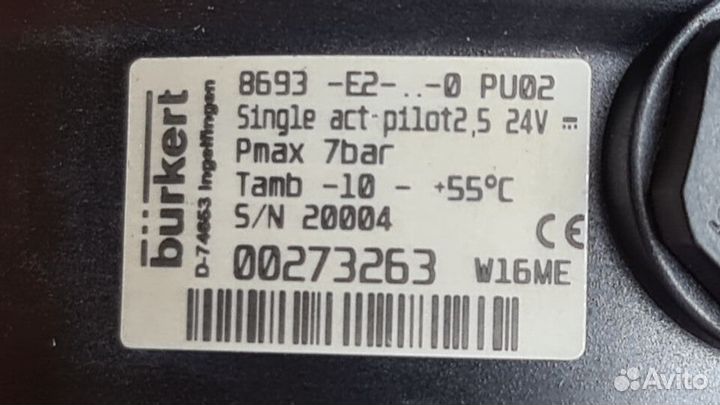 8693 -E2-..-0 PU02
Single act-pilot2,5 24V ⎓
Pmax 7bar
Tamb -10 - +55°C
S/N 20004
CE
00273263 W16ME
bürkert
D-74653 Ingelfingen
Avito